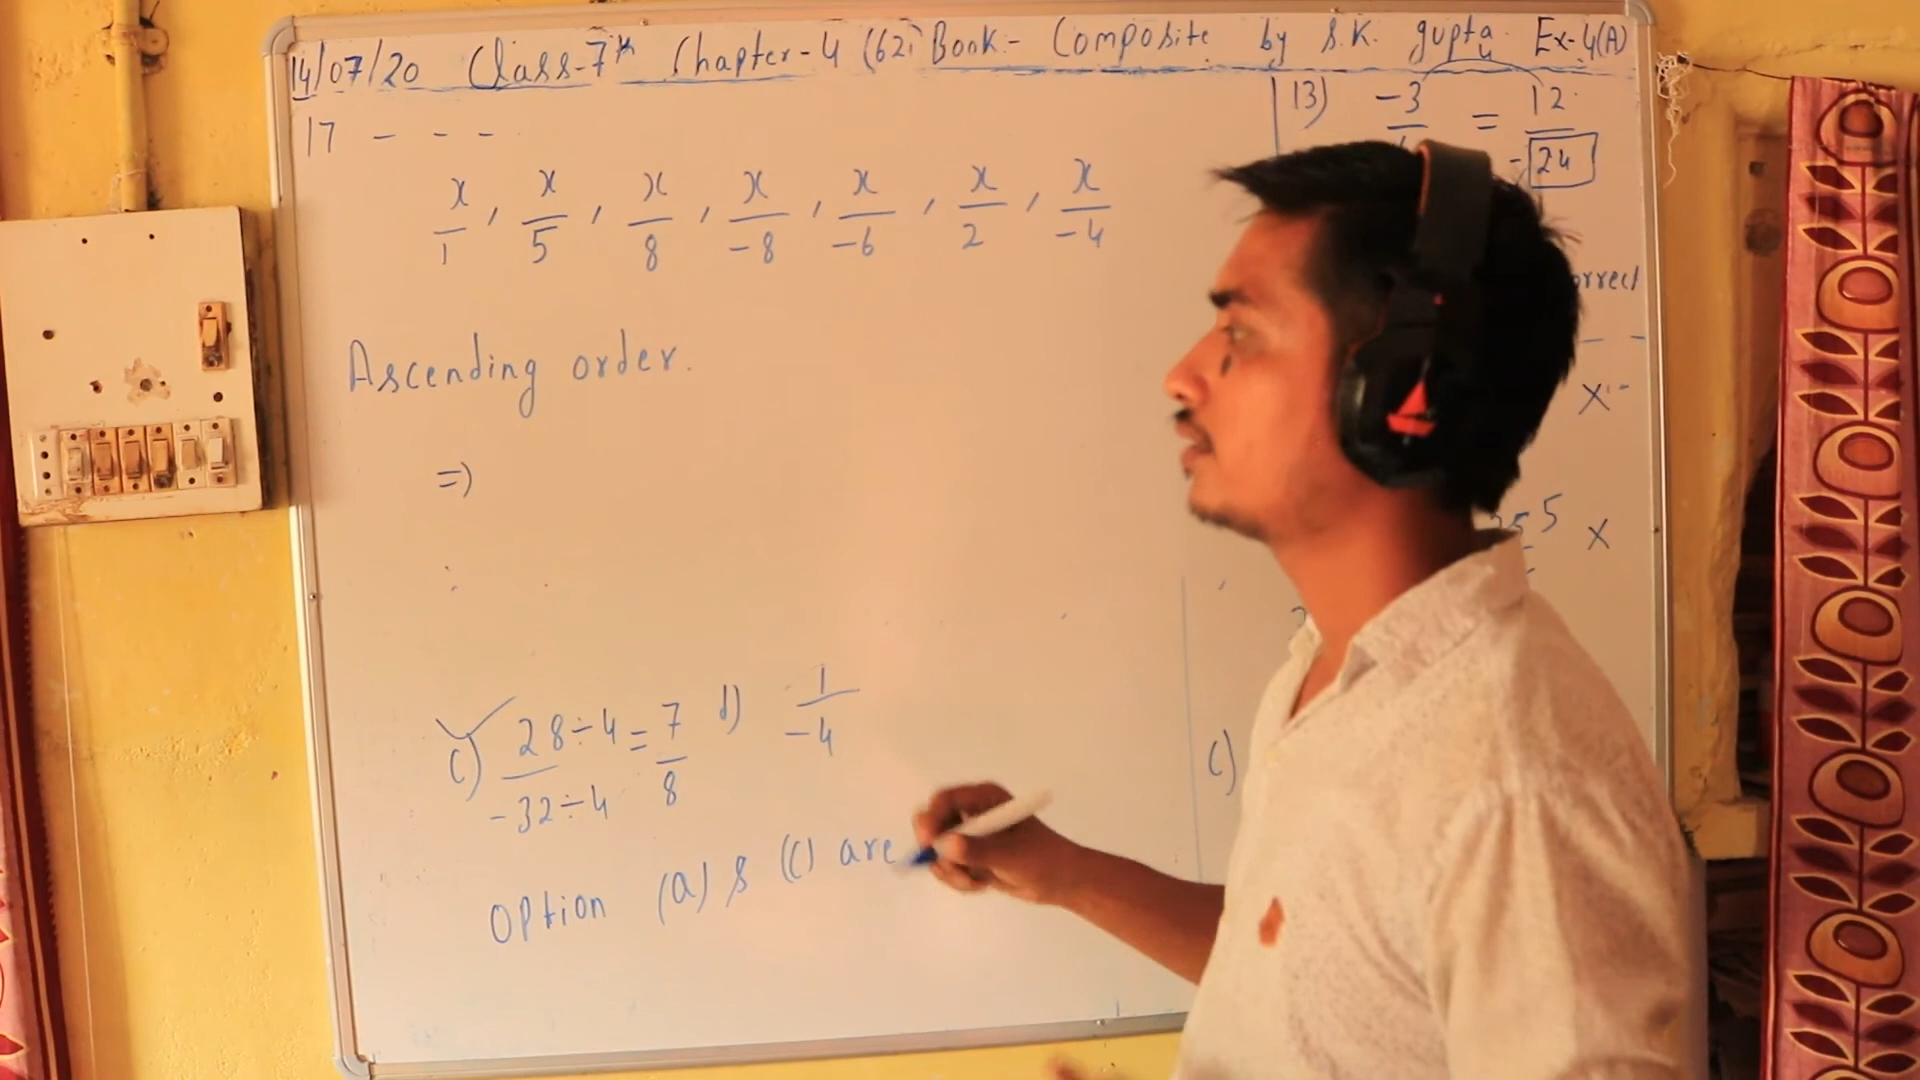 14/07/20 Class-7th Chapter-4 (62) Book:- Composite by S.K. gupta Ex-4(A)
17 - - -
x/1, x/5, x/8, x/-8, x/-6, x/2, x/-4
Ascending order.
=>
c) 28÷4/-32÷4 = 7/8 d) 1/-4
Option (a) & (c) are
13) -3 = 12/-24
orrect
- -
x
5 x
c)